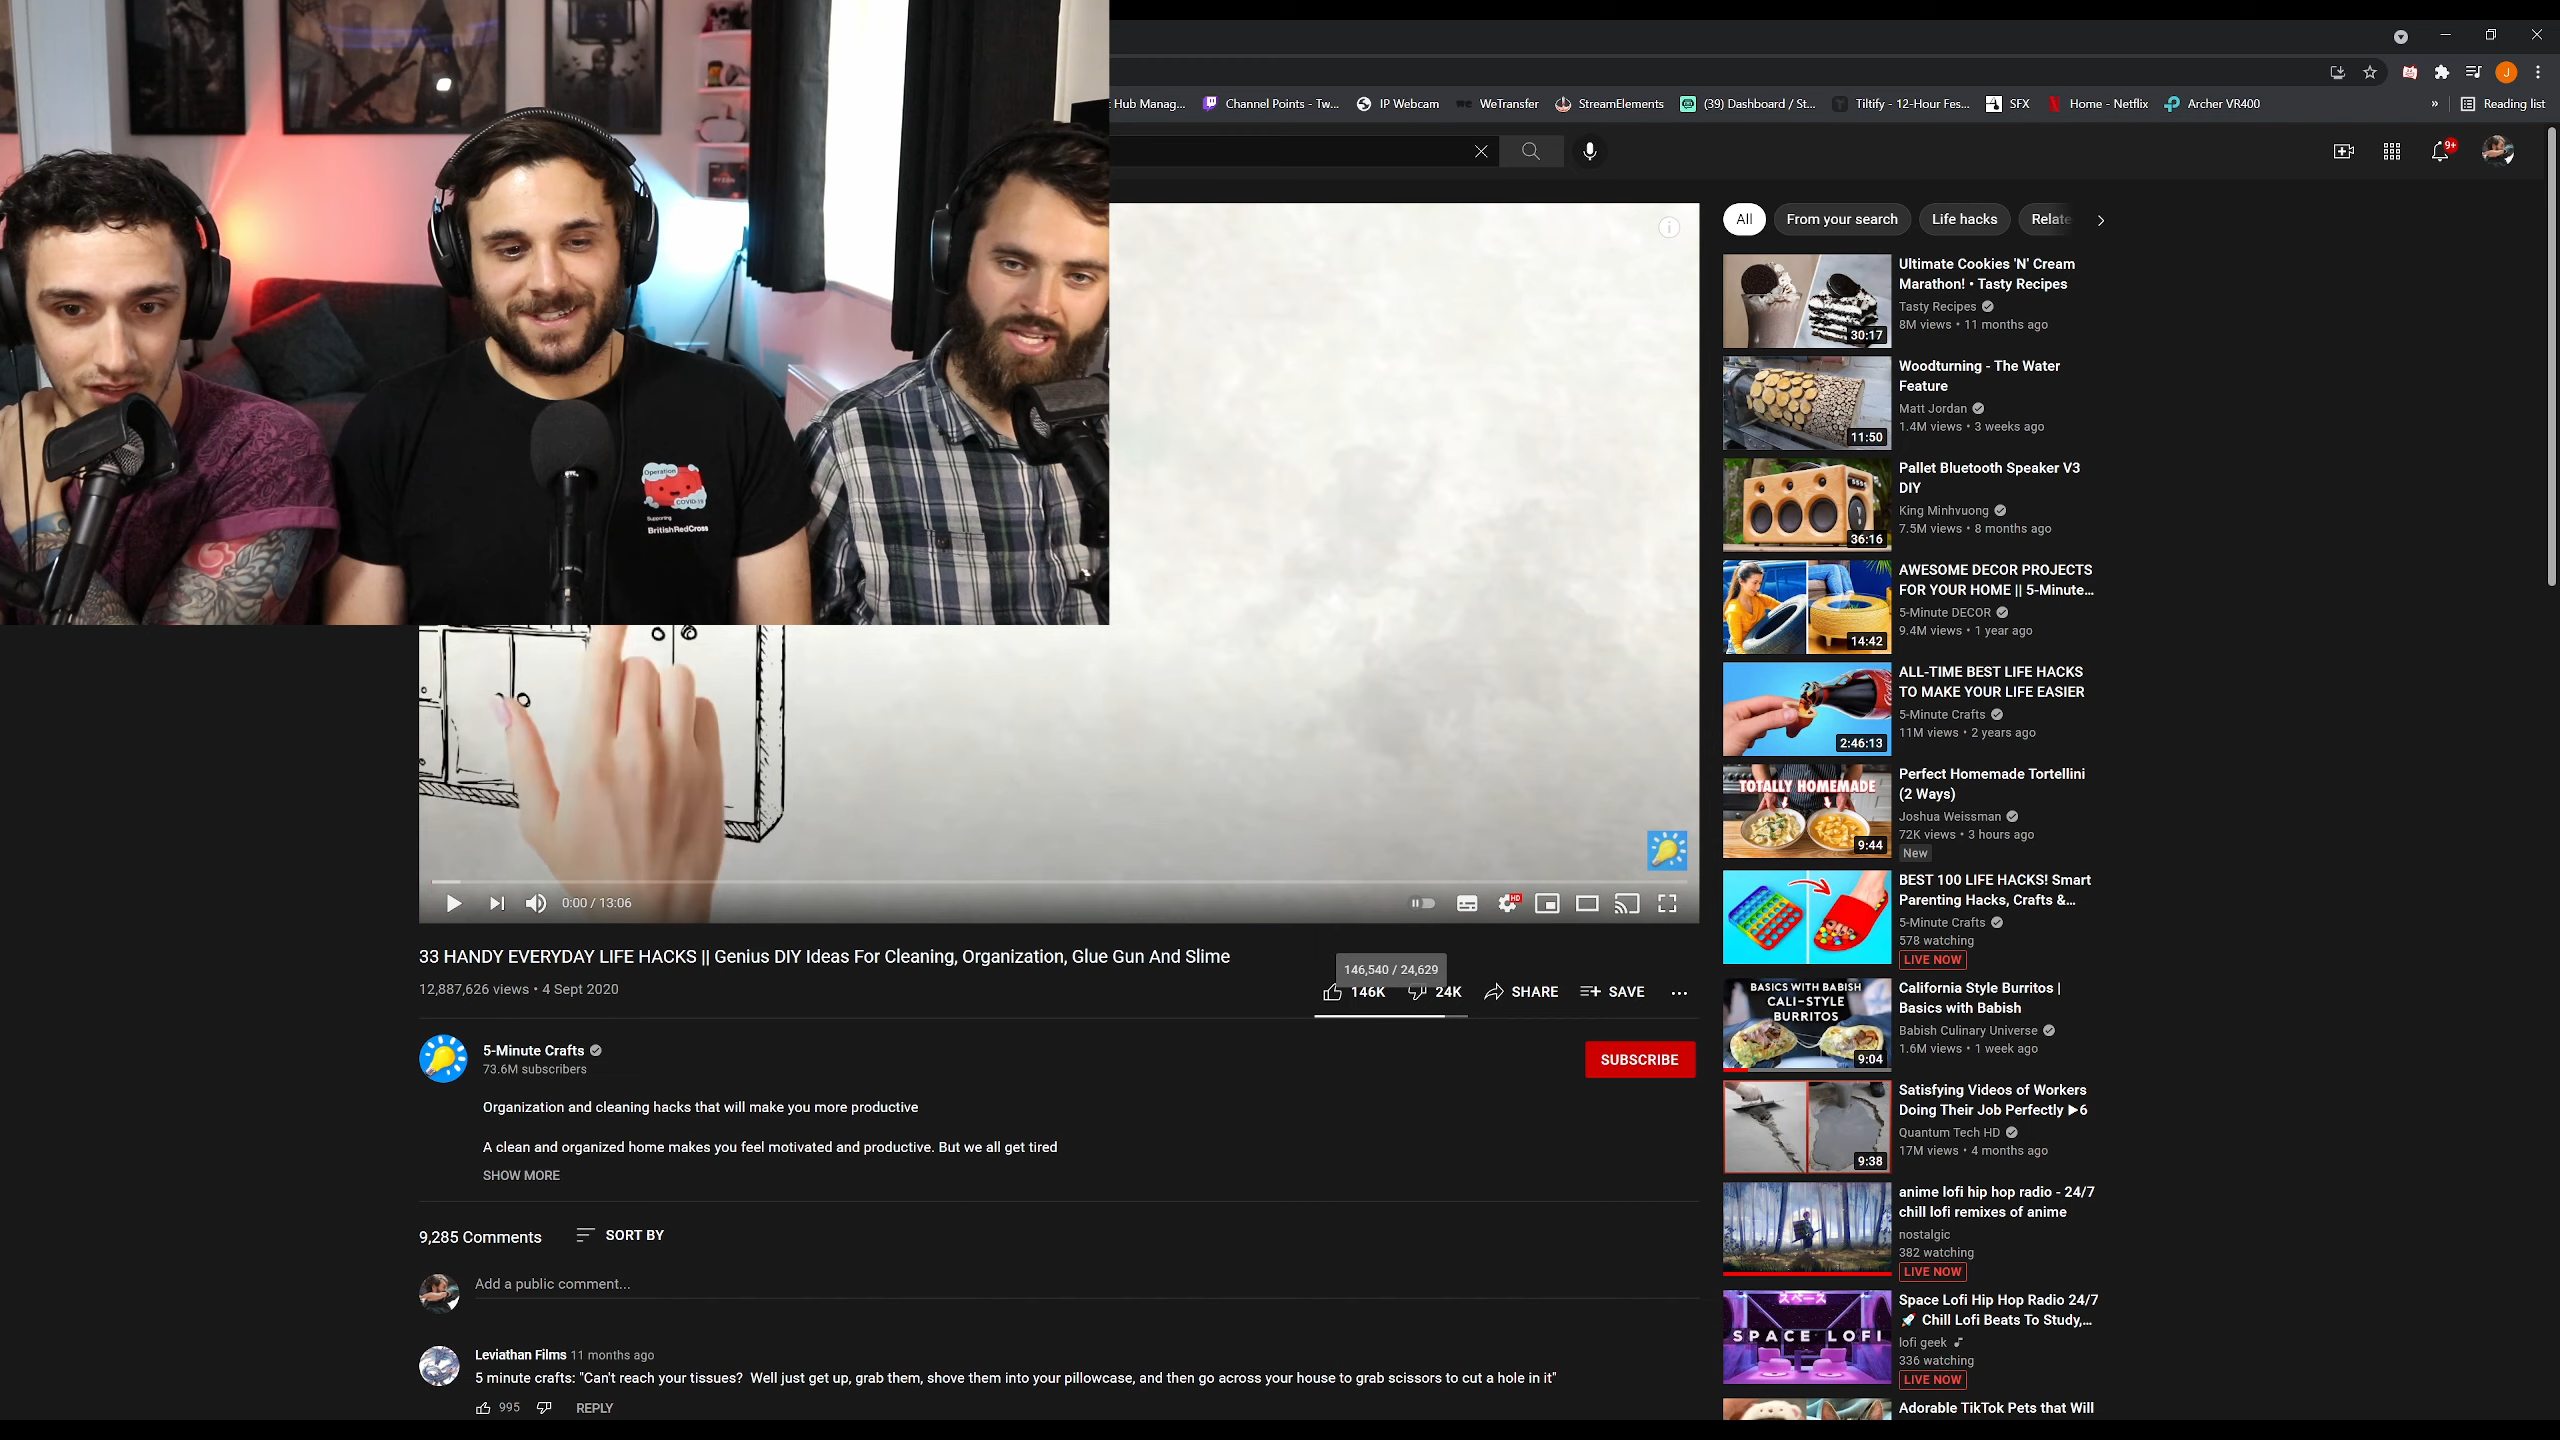 Hub Manag...
Channel Points - Tw...
IP Webcam
WeTransfer
StreamElements
(39) Dashboard / St...
Tiltify - 12-Hour Fes...
SFX
Home - Netflix
Archer VR400
»
Reading list
J
9+
Operation
COVID-19
Supporting
BritishRedCross
All
From your search
Life hacks
Relate
Ultimate Cookies 'N' Cream
Marathon! • Tasty Recipes
Tasty Recipes
8M views • 11 months ago
30:17
Woodturning - The Water
Feature
Matt Jordan
1.4M views • 3 weeks ago
11:50
Pallet Bluetooth Speaker V3
DIY
King Minhvuong
7.5M views • 8 months ago
36:16
AWESOME DECOR PROJECTS
FOR YOUR HOME || 5-Minute...
5-Minute DECOR
9.4M views • 1 year ago
14:42
ALL-TIME BEST LIFE HACKS
TO MAKE YOUR LIFE EASIER
5-Minute Crafts
11M views • 2 years ago
2:46:13
TOTALLY HOMEMADE
Perfect Homemade Tortellini
(2 Ways)
Joshua Weissman
72K views • 3 hours ago
New
9:44
BEST 100 LIFE HACKS! Smart
Parenting Hacks, Crafts &...
5-Minute Crafts
578 watching
LIVE NOW
BASICS WITH BABISH
CALI-STYLE
BURRITOS
9:04
California Style Burritos |
Basics with Babish
Babish Culinary Universe
1.6M views • 1 week ago
Satisfying Videos of Workers
Doing Their Job Perfectly ▶6
Quantum Tech HD
17M views • 4 months ago
9:38
anime lofi hip hop radio - 24/7
chill lofi remixes of anime
nostalgic
382 watching
LIVE NOW
スペース
SPACE LOFI
Space Lofi Hip Hop Radio 24/7
🚀 Chill Lofi Beats To Study,...
lofi geek
336 watching
LIVE NOW
Adorable TikTok Pets that Will
0:00 / 13:06
HD
33 HANDY EVERYDAY LIFE HACKS || Genius DIY Ideas For Cleaning, Organization, Glue Gun And Slime
12,887,626 views • 4 Sept 2020
146,540 / 24,629
146K
24K
SHARE
SAVE
5-Minute Crafts
73.6M subscribers
SUBSCRIBE
Organization and cleaning hacks that will make you more productive
A clean and organized home makes you feel motivated and productive. But we all get tired
SHOW MORE
9,285 Comments
SORT BY
Add a public comment...
Leviathan Films 11 months ago
5 minute crafts: "Can't reach your tissues? Well just get up, grab them, shove them into your pillowcase, and then go across your house to grab scissors to cut a hole in it"
995
REPLY